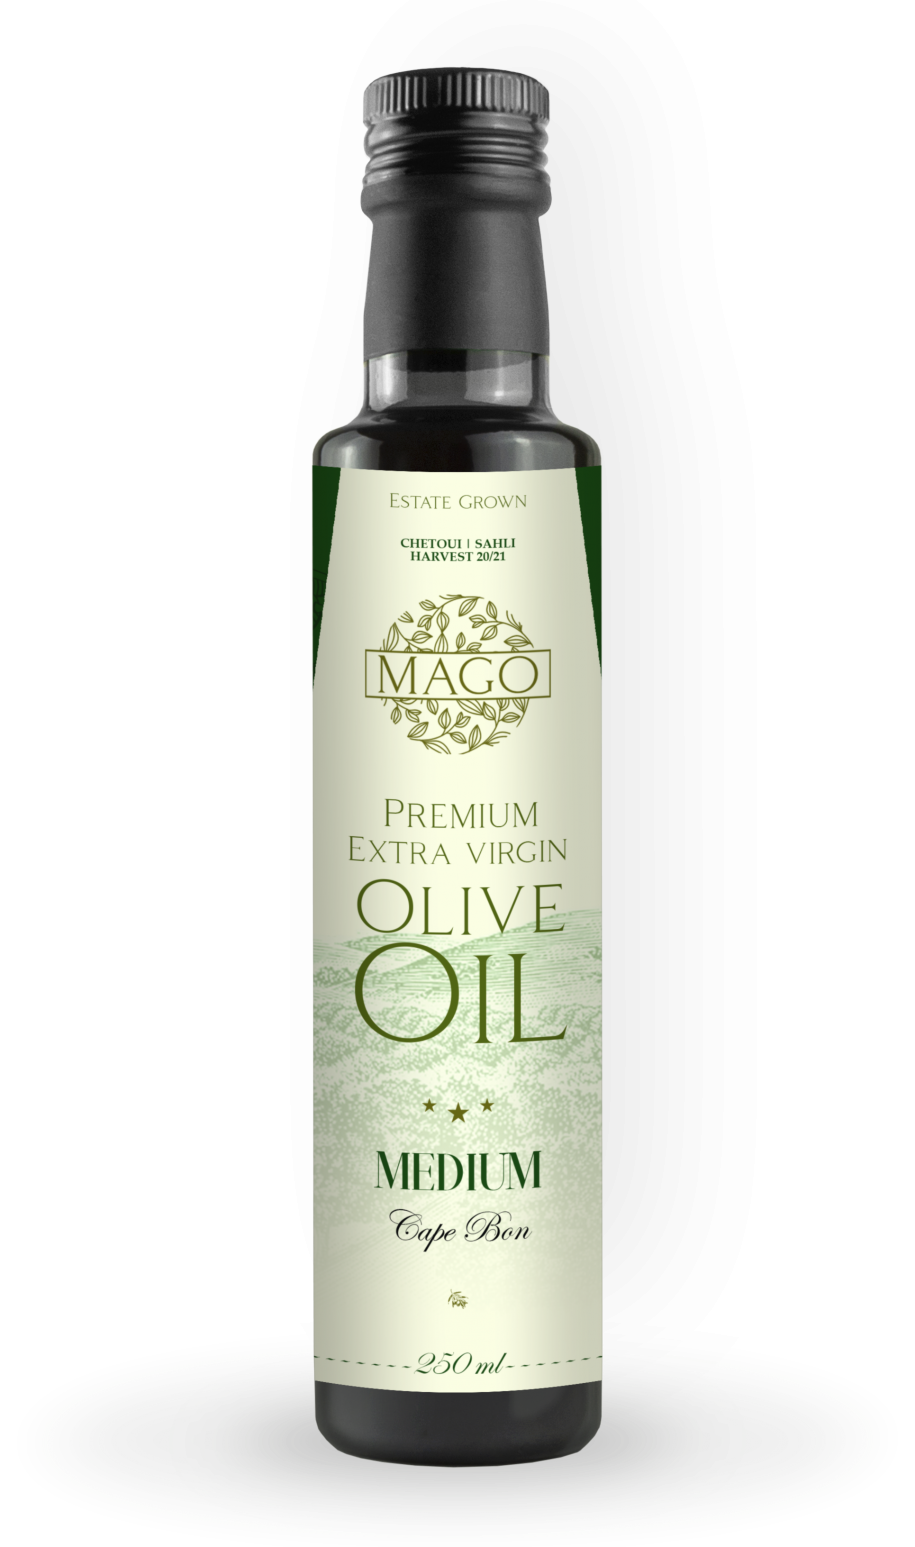 ESTATE GROWN
CHETOUI | SAHLI
HARVEST 20/21
MAGO
PREMIUM
EXTRA VIRGIN
OLIVE
OIL
MEDIUM
Cape Bon
250 ml